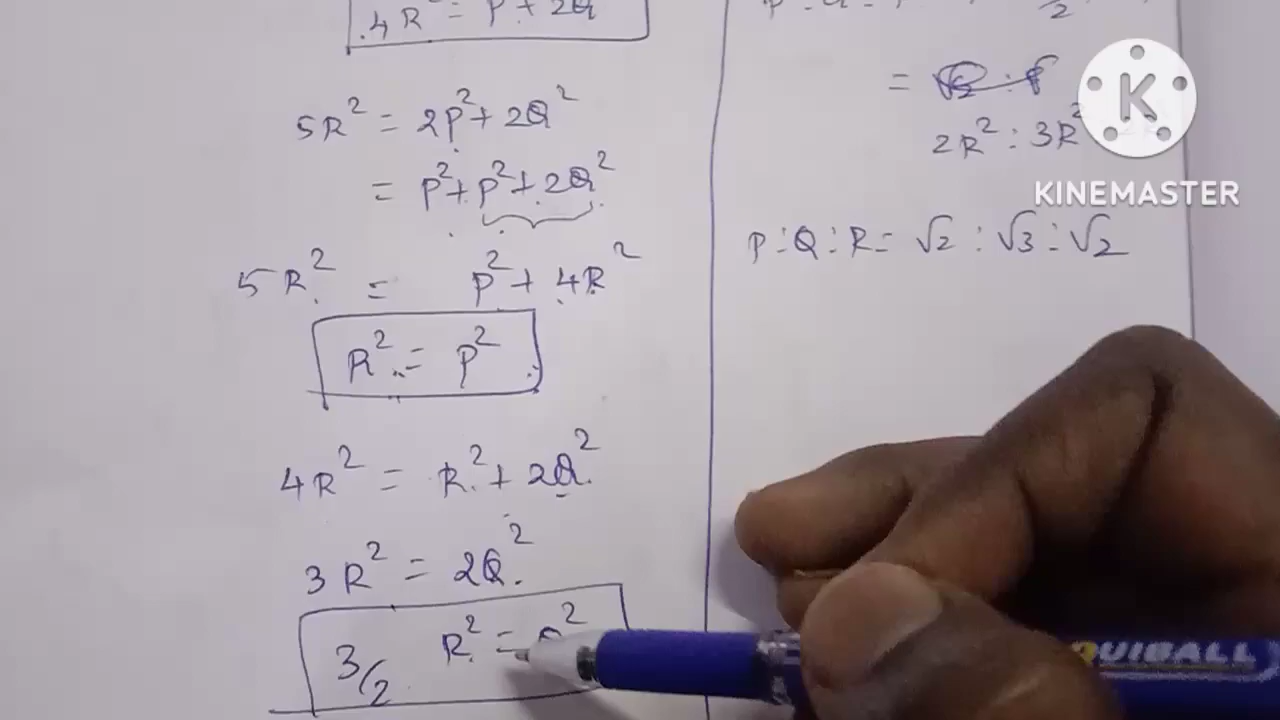 4R² = P² + 2Q²
5R² = 2P² + 2Q²
= P² + P² + 2Q²
5R² = P² + 4R²
R² = P²
4R² = R² + 2Q²
3R² = 2Q²
3/2 R² = Q²
2R² : 3R²
P : Q : R = √2 : √3 : √2
K
KINEMASTER
QUIBALL